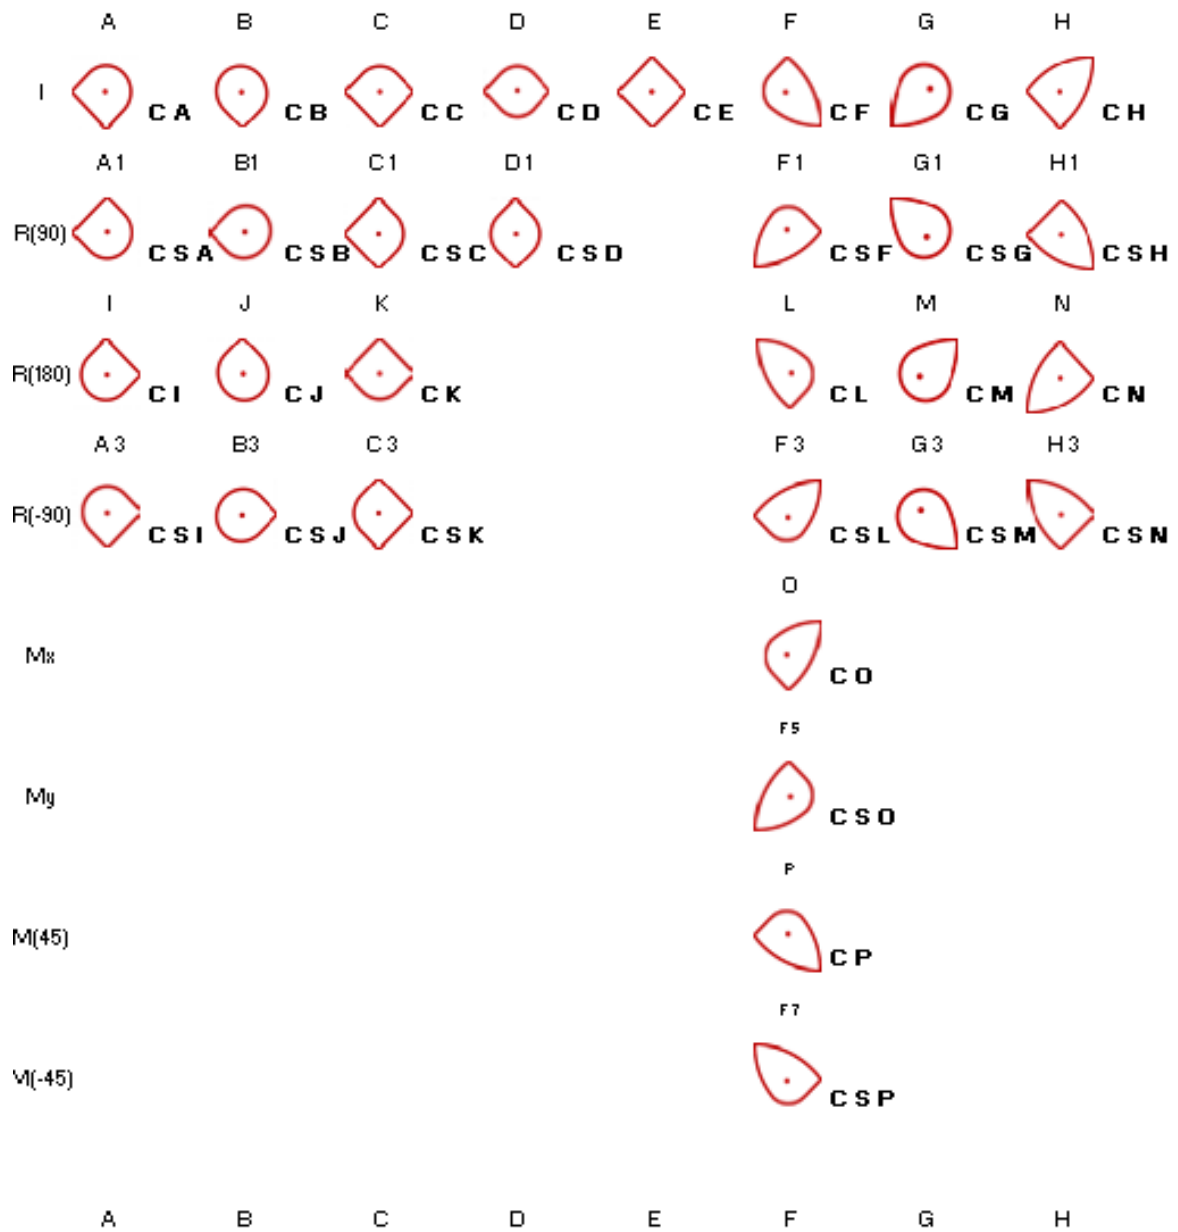 A B C D E F G H
I CA CB CC CD CE CF CG CH
A1 B1 C1 D1 F1 G1 H1
R(90) CSA CSB CSC CSD CSF CSG CSH
I J K L M N
R(180) CI CJ CK CL CM CN
A3 B3 C3 F3 G3 H3
R(-90) CSI CSJ CSK CSL CSM CSN
O
Mx CO
F5
My CSO
P
M(45) CP
F7
M(-45) CSP
A B C D E F G H